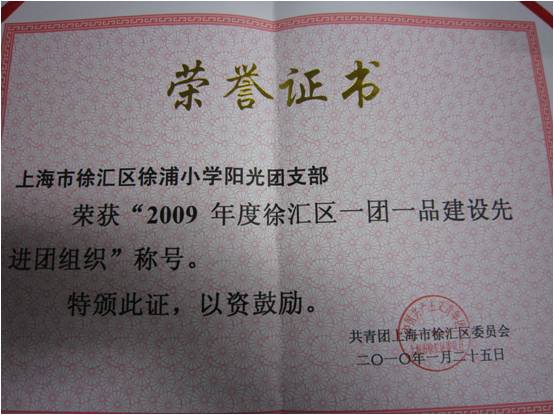 荣誉证书
上海市徐汇区徐浦小学阳光团支部
荣获“2009 年度徐汇区一团一品建设先
进团组织”称号。
特颁此证，以资鼓励。
共青团上海市徐汇区委员会
二〇一〇年一月二十五日